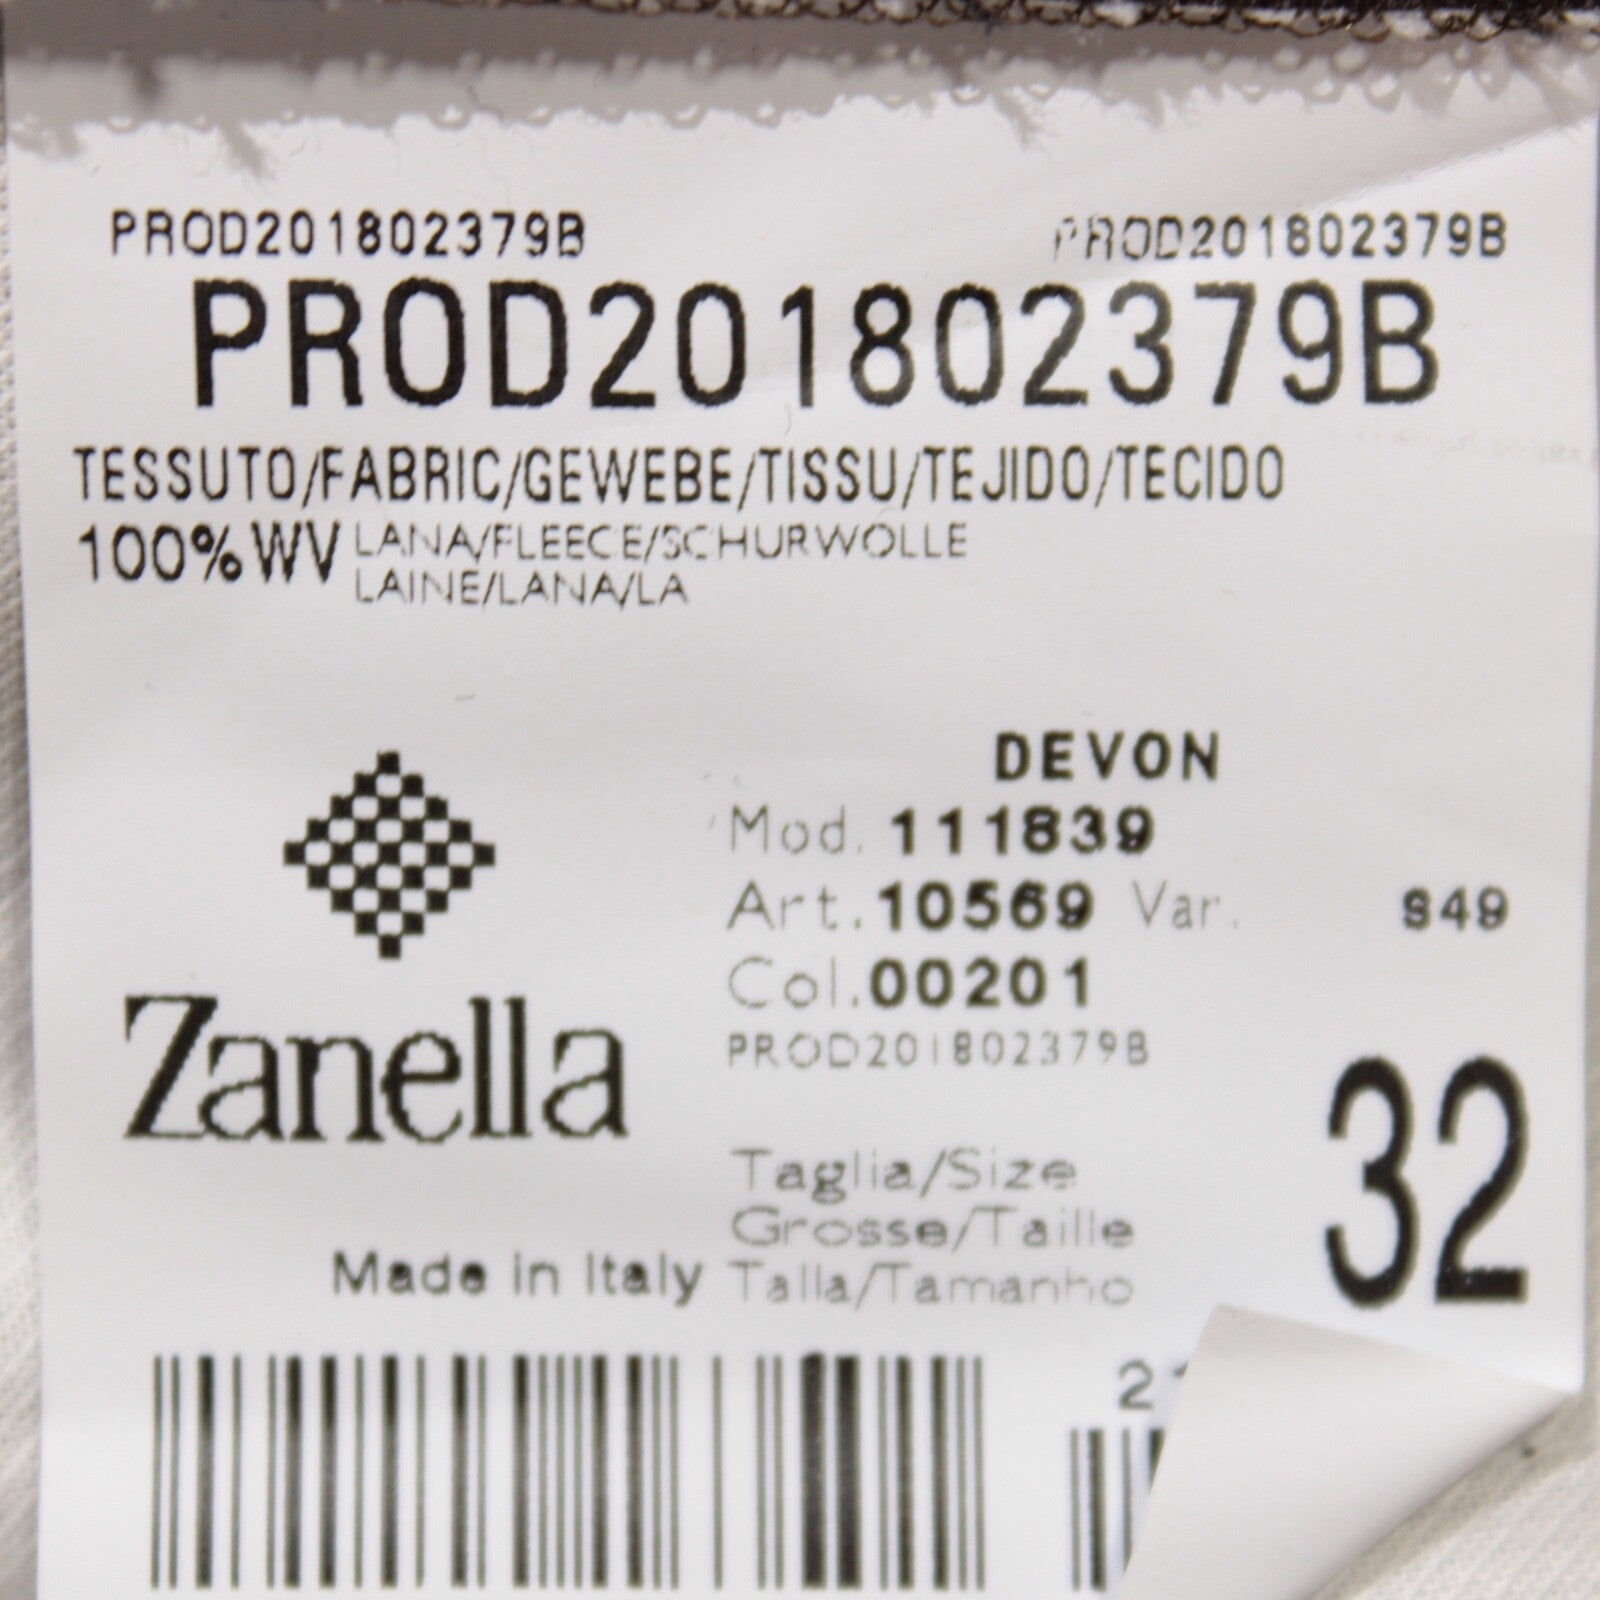 PROD201802379B PROD201802379B
PROD201802379B
TESSUTO/FABRIC/GEWEBE/TISSU/TEJIDO/TECIDO
100% WV LANA/FLEECE/SCHURWOLLE
LAINE/LANA/LA
DEVON
Mod. 111839
Art. 10569 Var. S49
Col. 00201
PROD201802379B
Zanella
32
Taglia/Size
Grosse/Taille
Made in Italy Talla/Tamanho